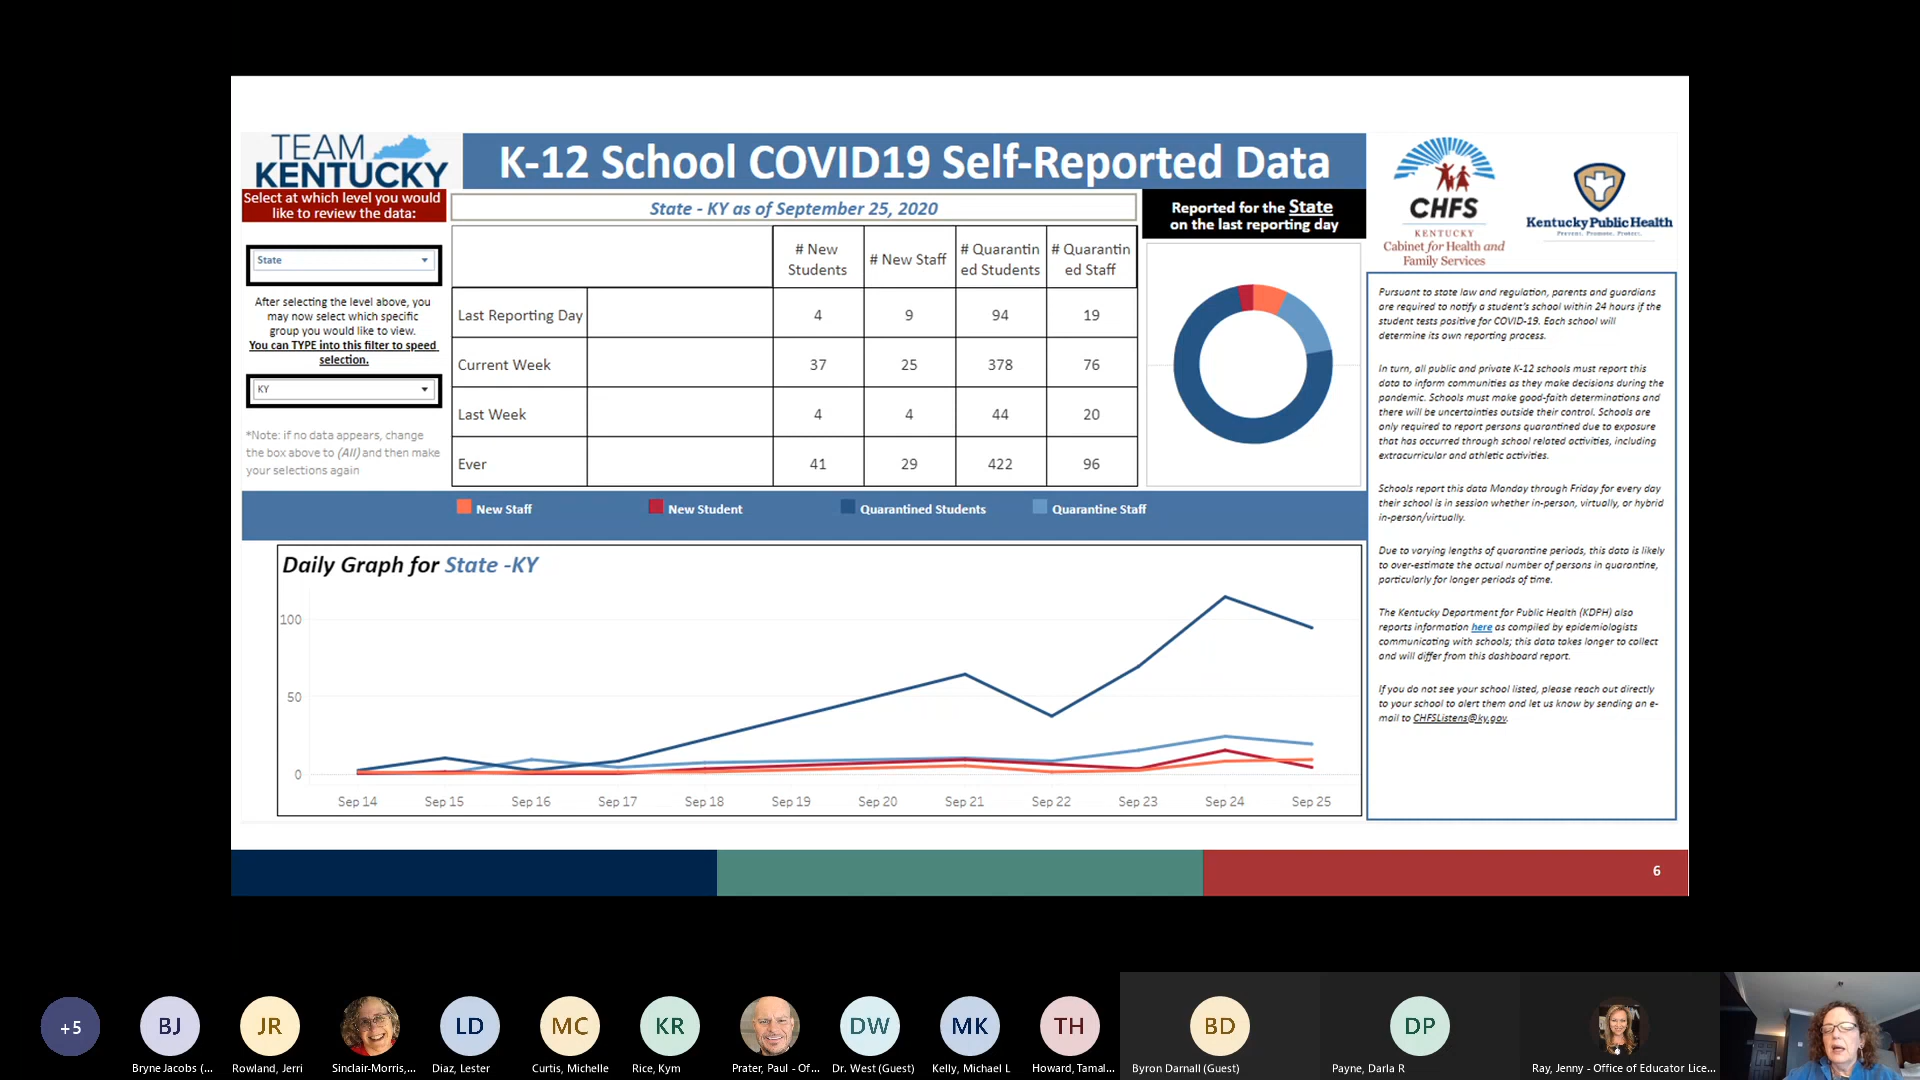 TEAM
KENTUCKY
K-12 School COVID19 Self-Reported Data
Select at which level you would
like to review the data:
State
After selecting the level above, you
may now select which specific
group you would like to view.
You can TYPE into this filter to speed
selection.
KY
*Note: if no data appears, change
the box above to (All) and then make
your selections again
State - KY as of September 25, 2020
# New
Students
# New Staff
# Quarantin
ed Students
# Quarantin
ed Staff
Last Reporting Day 4 9 94 19
Current Week 37 25 378 76
Last Week 4 4 44 20
Ever 41 29 422 96
Reported for the State
on the last reporting day
New Staff New Student Quarantined Students Quarantine Staff
Daily Graph for State -KY
100
50
0
Sep 14 Sep 15 Sep 16 Sep 17 Sep 18 Sep 19 Sep 20 Sep 21 Sep 22 Sep 23 Sep 24 Sep 25
CHFS
KENTUCKY
Cabinet for Health and
Family Services
Kentucky Public Health
Prevent. Promote. Protect.
Pursuant to state law and regulation, parents and guardians
are required to notify a student's school within 24 hours if the
student tests positive for COVID-19. Each school will
determine its own reporting process.
In turn, all public and private K-12 schools must report this
data to inform communities as they make decisions during the
pandemic. Schools must make good-faith determinations and
there will be uncertainties outside their control. Schools are
only required to report persons quarantined due to exposure
that has occurred through school related activities, including
extracurricular and athletic activities.
Schools report this data Monday through Friday for every day
their school is in session whether in-person, virtually, or hybrid
in-person/virtually.
Due to varying lengths of quarantine periods, this data is likely
to over-estimate the actual number of persons in quarantine,
particularly for longer periods of time.
The Kentucky Department for Public Health (KDPH) also
reports information here as compiled by epidemiologists
communicating with schools; this data takes longer to collect
and will differ from this dashboard report.
If you do not see your school listed, please reach out directly
to your school to alert them and let us know by sending an e-
mail to CHFSListens@ky.gov.
6
+5 BJ JR LD MC KR DW MK TH BD DP
Bryne Jacobs (... Rowland, Jerri Sinclair-Morris,... Diaz, Lester Curtis, Michelle Rice, Kym Prater, Paul - Of... Dr. West (Guest) Kelly, Michael L Howard, Tamal... Byron Darnall (Guest) Payne, Darla R Ray, Jenny - Office of Educator Lice...